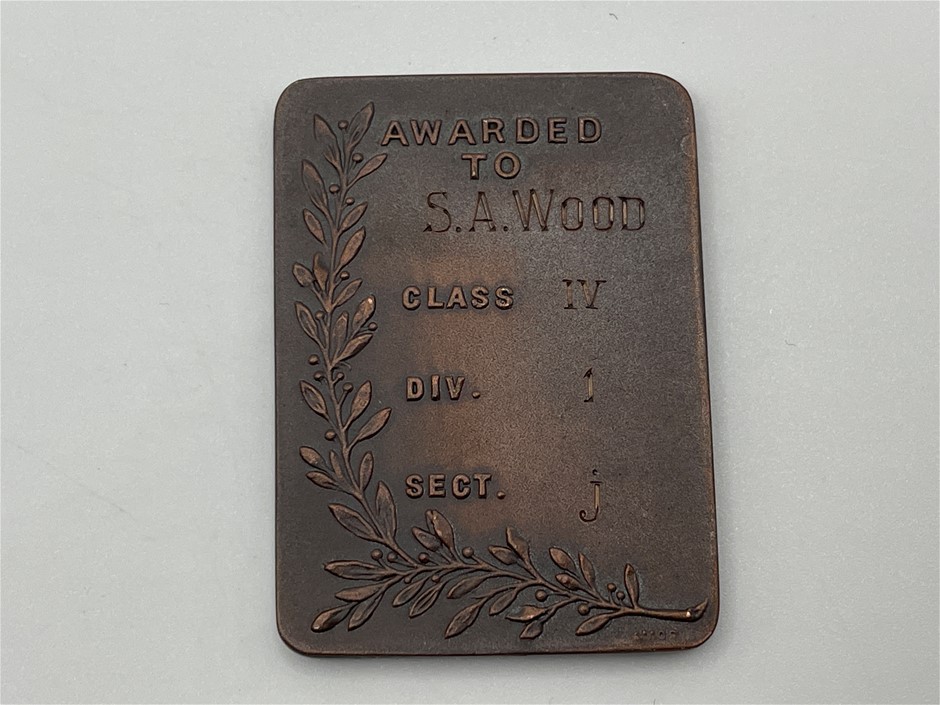 AWARDED
TO
S.A.WOOD
CLASS IV
DIV. 1
SECT. j